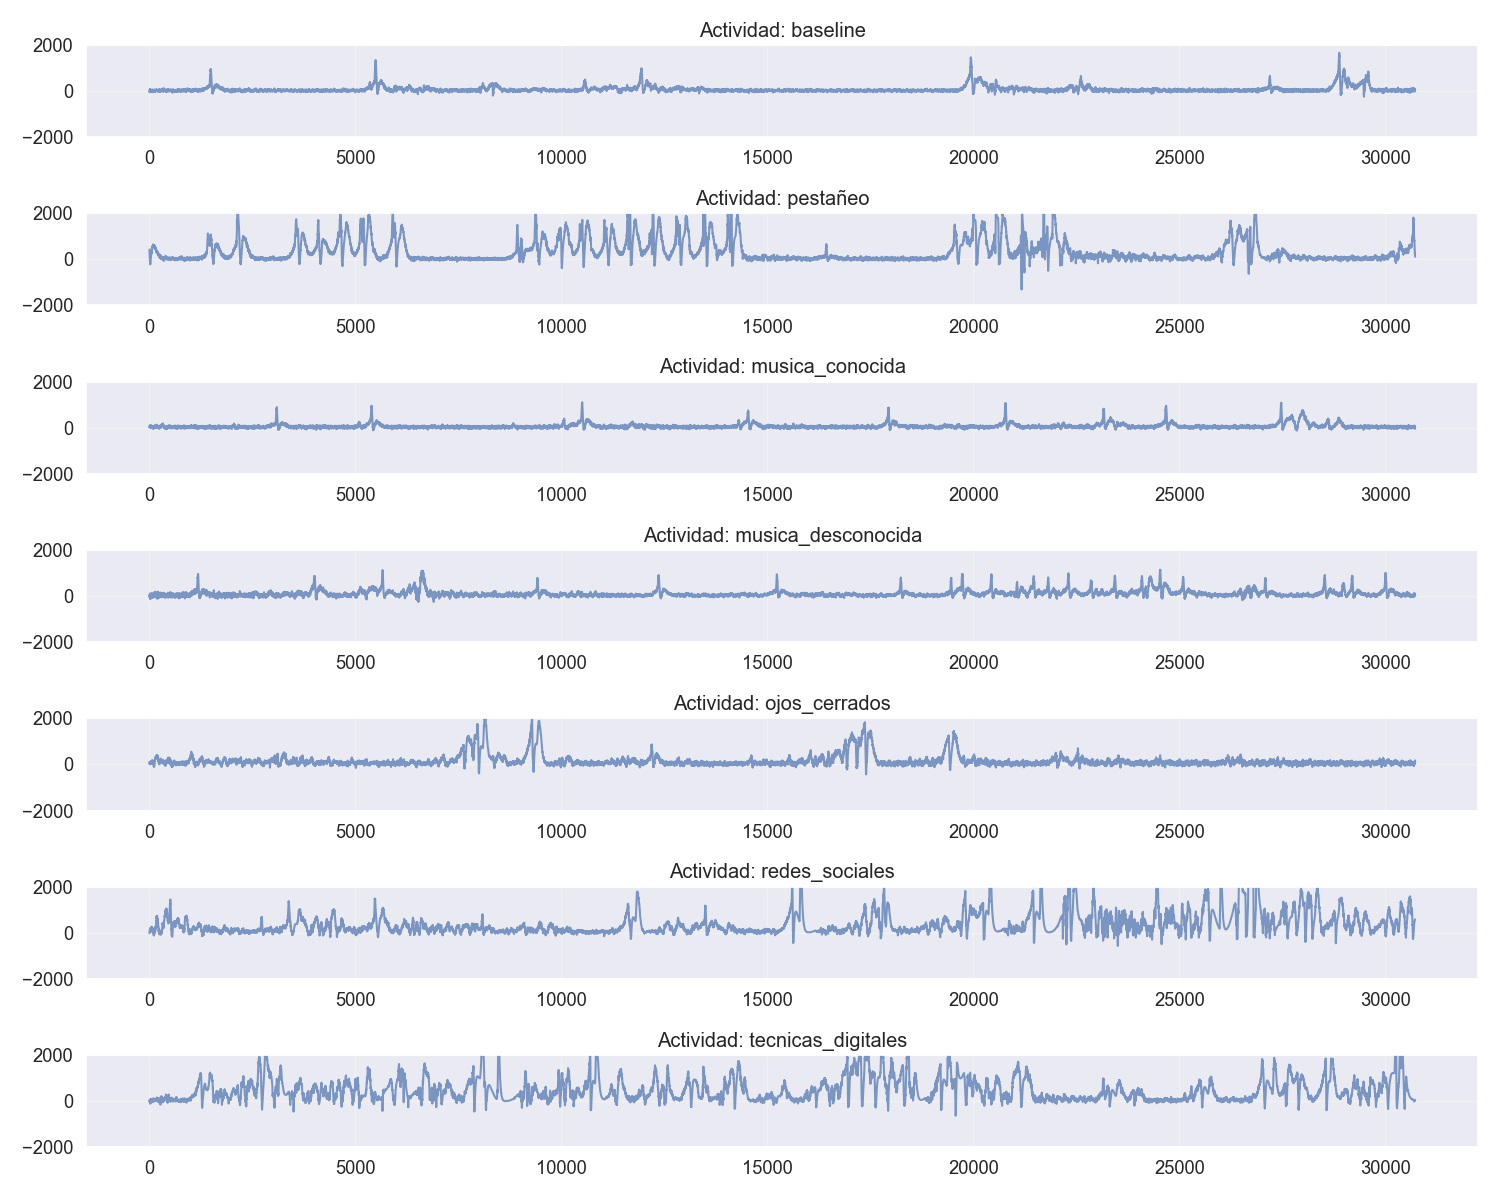 Actividad: baseline
2000
0
−2000
0 5000 10000 15000 20000 25000 30000
Actividad: pestañeo
2000
0
−2000
0 5000 10000 15000 20000 25000 30000
Actividad: musica_conocida
2000
0
−2000
0 5000 10000 15000 20000 25000 30000
Actividad: musica_desconocida
2000
0
−2000
0 5000 10000 15000 20000 25000 30000
Actividad: ojos_cerrados
2000
0
−2000
0 5000 10000 15000 20000 25000 30000
Actividad: redes_sociales
2000
0
−2000
0 5000 10000 15000 20000 25000 30000
Actividad: tecnicas_digitales
2000
0
−2000
0 5000 10000 15000 20000 25000 30000